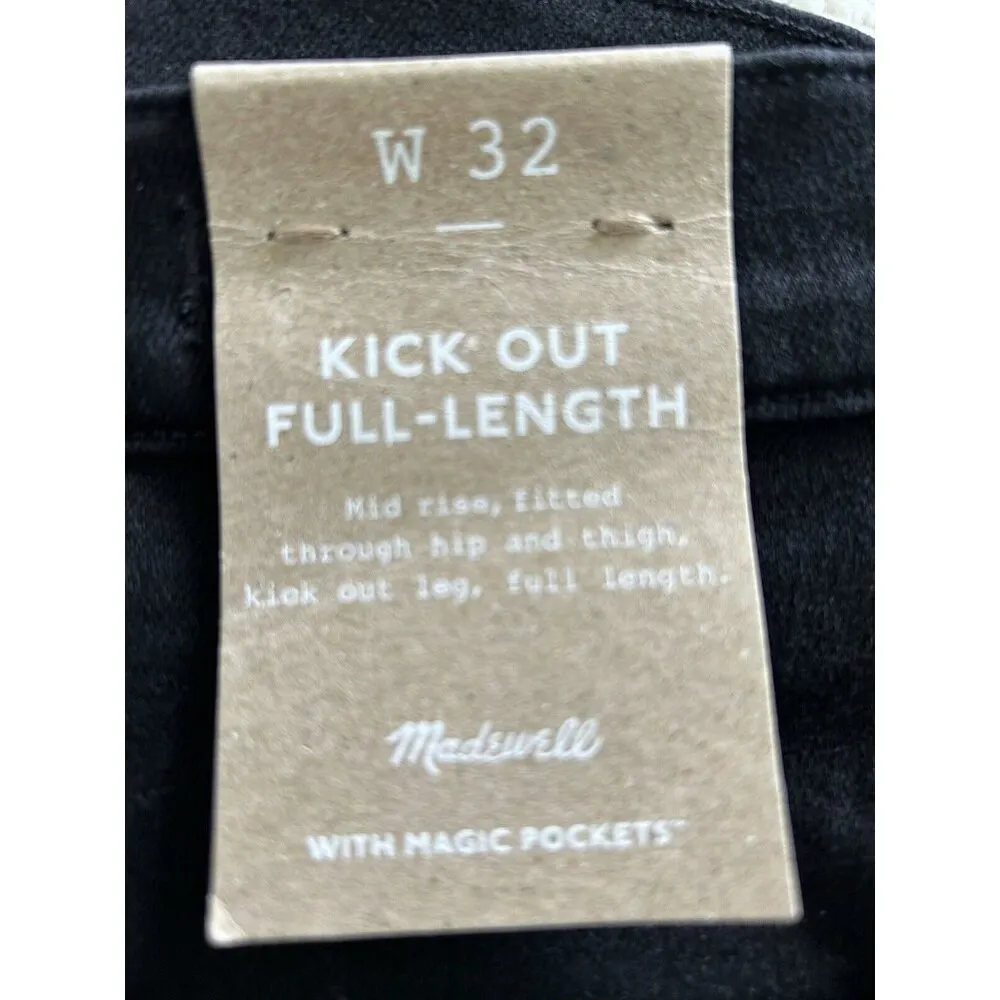 W 32
KICK OUT
FULL-LENGTH
Mid rise, fitted
through hip and thigh,
kick out leg, full length.
Madewell
WITH MAGIC POCKETS™